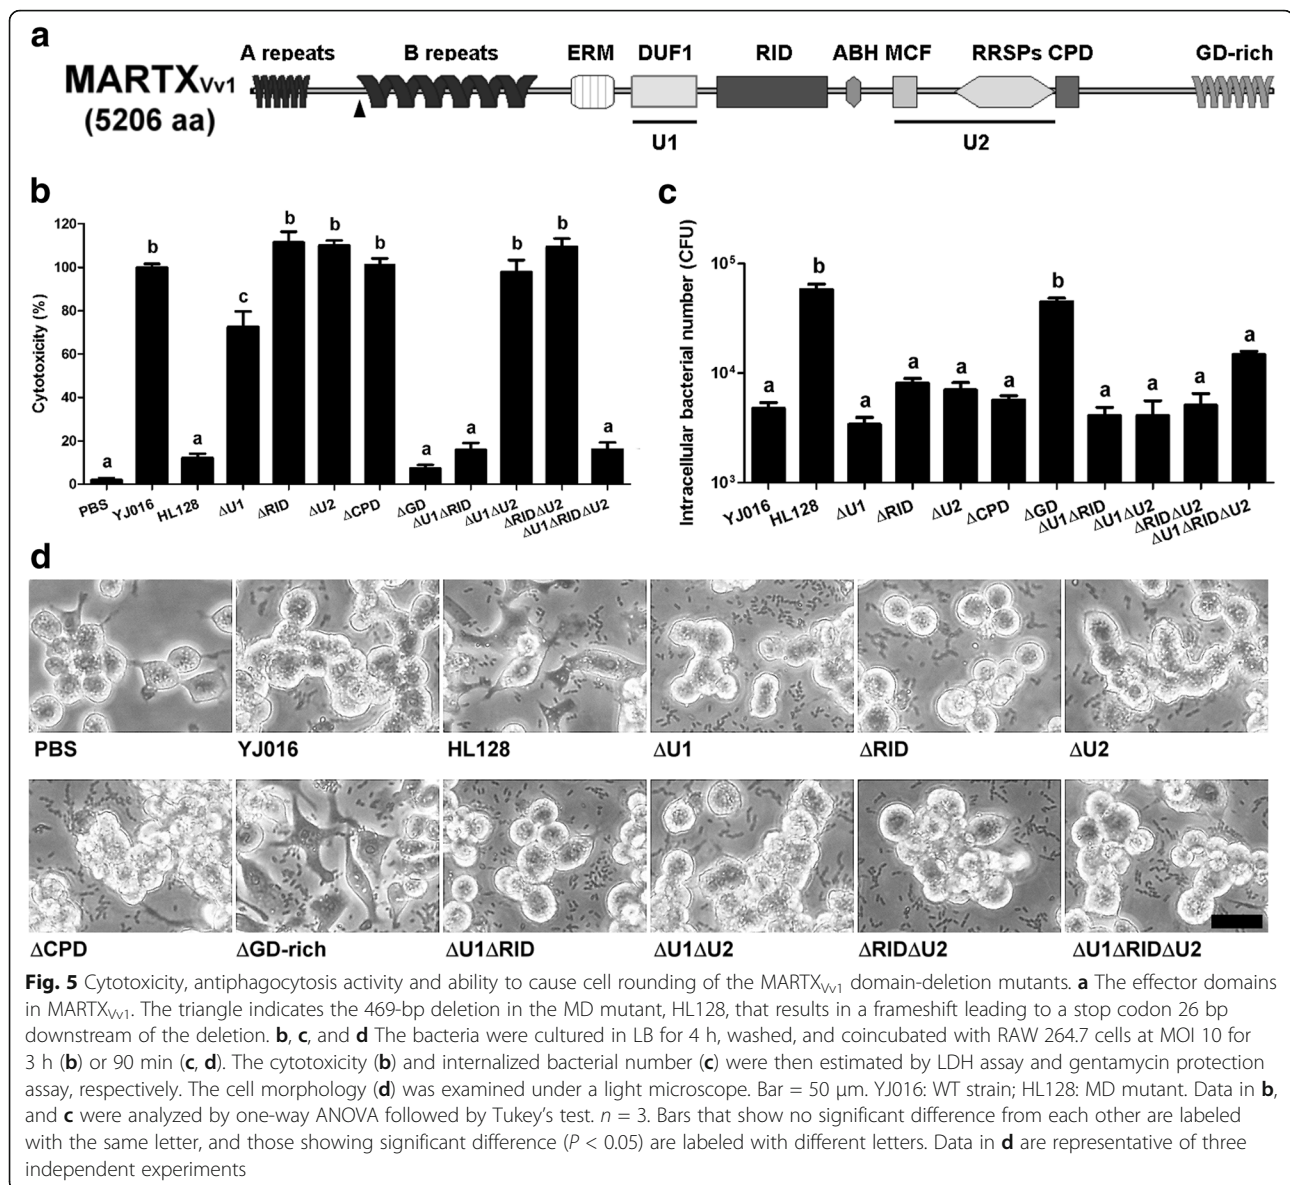 a
A repeats B repeats ERM DUF1 RID ABH MCF RRSPs CPD GD-rich
MARTXVv1
(5206 aa)
U1 U2
b
Cytotoxicity (%)
120
100
80
60
40
20
0
a b a c b b b a a b b a
PBS YJ016 HL128 ΔU1 ΔRID ΔU2 ΔCPD ΔGD ΔU1ΔRID ΔU1ΔU2 ΔRIDΔU2 ΔU1ΔRIDΔU2
c
Intracellular bacterial number (CFU)
10⁵
10⁴
10³
a b a a a a b a a a a
YJ016 HL128 ΔU1 ΔRID ΔU2 ΔCPD ΔGD ΔU1ΔRID ΔU1ΔU2 ΔRIDΔU2 ΔU1ΔRIDΔU2
d
PBS YJ016 HL128 ΔU1 ΔRID ΔU2
ΔCPD ΔGD-rich ΔU1ΔRID ΔU1ΔU2 ΔRIDΔU2 ΔU1ΔRIDΔU2
Fig. 5 Cytotoxicity, antiphagocytosis activity and ability to cause cell rounding of the MARTXVv1 domain-deletion mutants. a The effector domains
in MARTXVv1. The triangle indicates the 469-bp deletion in the MD mutant, HL128, that results in a frameshift leading to a stop codon 26 bp
downstream of the deletion. b, c, and d The bacteria were cultured in LB for 4 h, washed, and coincubated with RAW 264.7 cells at MOI 10 for
3 h (b) or 90 min (c, d). The cytotoxicity (b) and internalized bacterial number (c) were then estimated by LDH assay and gentamycin protection
assay, respectively. The cell morphology (d) was examined under a light microscope. Bar = 50 μm. YJ016: WT strain; HL128: MD mutant. Data in b,
and c were analyzed by one-way ANOVA followed by Tukey's test. n = 3. Bars that show no significant difference from each other are labeled
with the same letter, and those showing significant difference (P < 0.05) are labeled with different letters. Data in d are representative of three
independent experiments